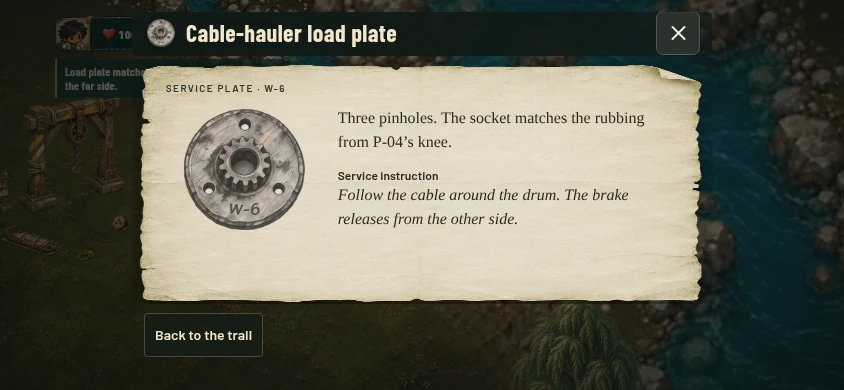 Cable-hauler load plate
10
Load plate match
the far side.
SERVICE PLATE · W-6
Three pinholes. The socket matches the rubbing
from P-04’s knee.
Service instruction
Follow the cable around the drum. The brake
releases from the other side.
W-6
Back to the trail